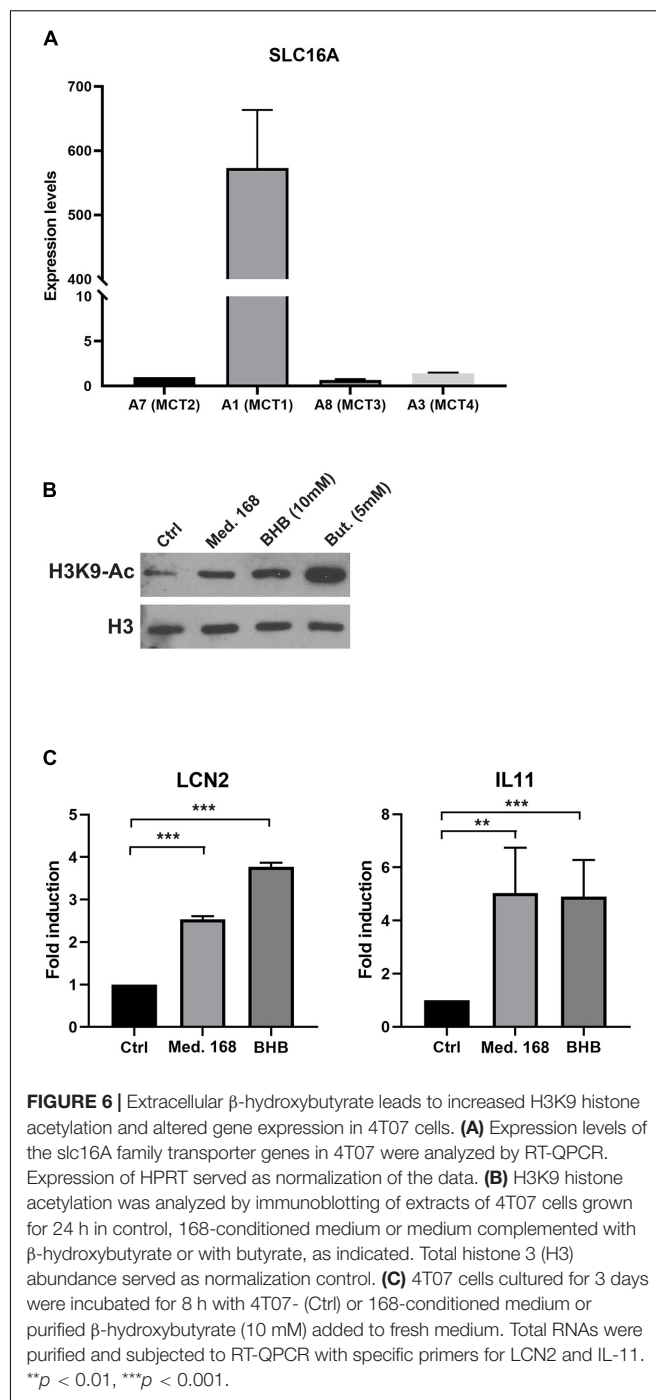 A
SLC16A
Expression levels
700
600
500
400
10
5
0
A7 (MCT2) A1 (MCT1) A8 (MCT3) A3 (MCT4)
B
Ctrl Med. 168 BHB (10mM) But. (5mM)
H3K9-Ac
H3
C
LCN2
Fold induction
5
4
3
2
1
0
***
***
Ctrl Med. 168 BHB
IL11
Fold induction
8
6
4
2
0
***
**
Ctrl Med. 168 BHB
FIGURE 6 | Extracellular β-hydroxybutyrate leads to increased H3K9 histone
acetylation and altered gene expression in 4T07 cells. (A) Expression levels of
the slc16A family transporter genes in 4T07 were analyzed by RT-QPCR.
Expression of HPRT served as normalization of the data. (B) H3K9 histone
acetylation was analyzed by immunoblotting of extracts of 4T07 cells grown
for 24 h in control, 168-conditioned medium or medium complemented with
β-hydroxybutyrate or with butyrate, as indicated. Total histone 3 (H3)
abundance served as normalization control. (C) 4T07 cells cultured for 3 days
were incubated for 8 h with 4T07- (Ctrl) or 168-conditioned medium or
purified β-hydroxybutyrate (10 mM) added to fresh medium. Total RNAs were
purified and subjected to RT-QPCR with specific primers for LCN2 and IL-11.
**p < 0.01, ***p < 0.001.